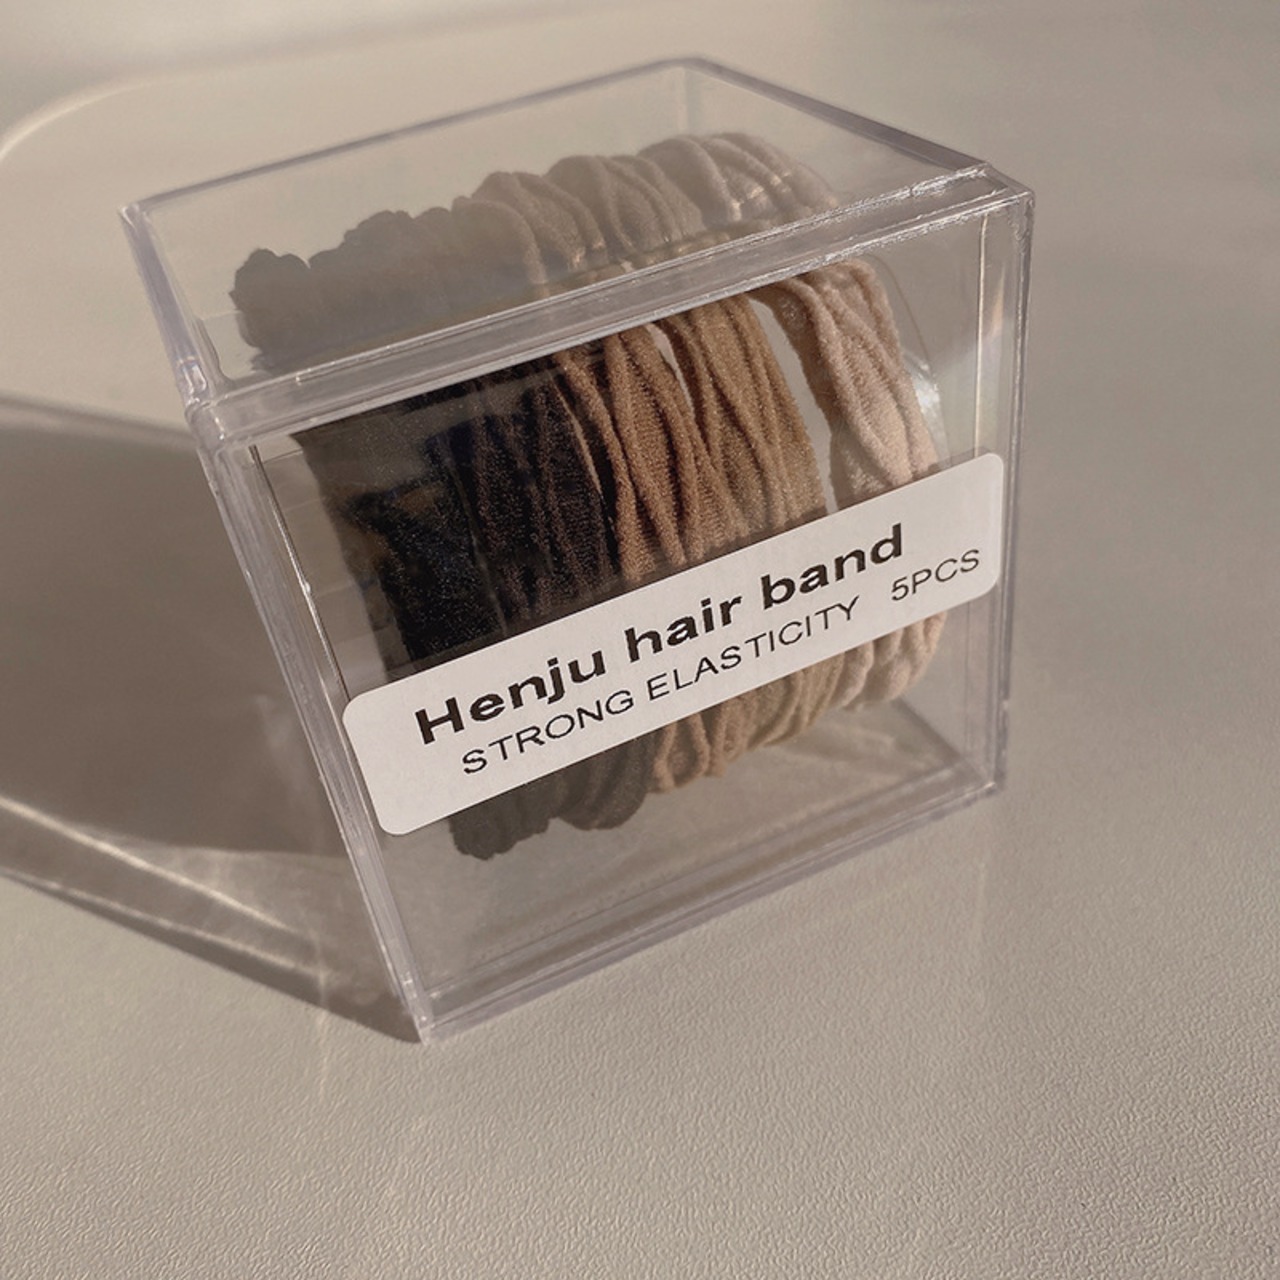 Henju hair band
STRONG ELASTICITY 5PCS